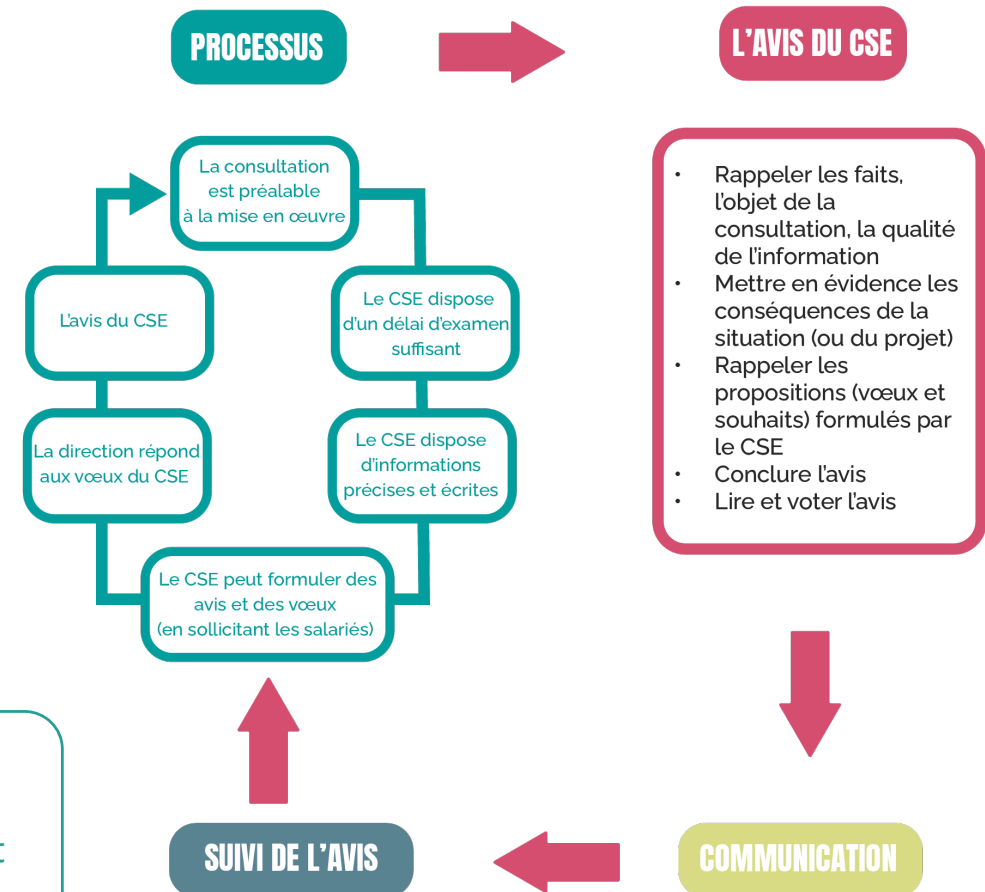 PROCESSUS
L'AVIS DU CSE
La consultation
est préalable
à la mise en œuvre
Le CSE dispose
d'un délai d'examen
suffisant
Le CSE dispose
d'informations
précises et écrites
Le CSE peut formuler des
avis et des vœux
(en sollicitant les salariés)
La direction répond
aux vœux du CSE
L'avis du CSE
• Rappeler les faits,
l'objet de la
consultation, la qualité
de l'information
• Mettre en évidence les
conséquences de la
situation (ou du projet)
• Rappeler les
propositions (vœux et
souhaits) formulés par
le CSE
• Conclure l'avis
• Lire et voter l'avis
COMMUNICATION
SUIVI DE L'AVIS